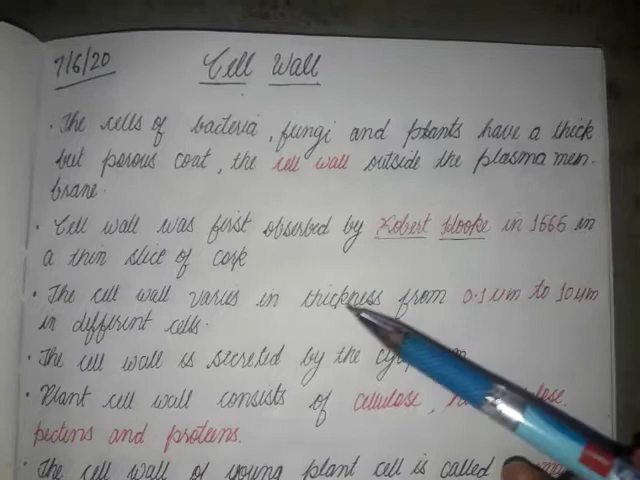 7/6/20
Cell Wall
· The cells of bacteria, fungi and plants have a thick
but porous coat, the cell wall outside the plasma mem-
brane.
· Cell wall was first observed by Robert Hooke in 1665 in
a thin slice of cork
· The cell wall varies in thickness from 0.1 um to 10 um
in different cells.
· The cell wall is secreted by the
· Plant cell wall consists of cellulose,
pectins and proteins.
· The cell wall of young plant cell is called